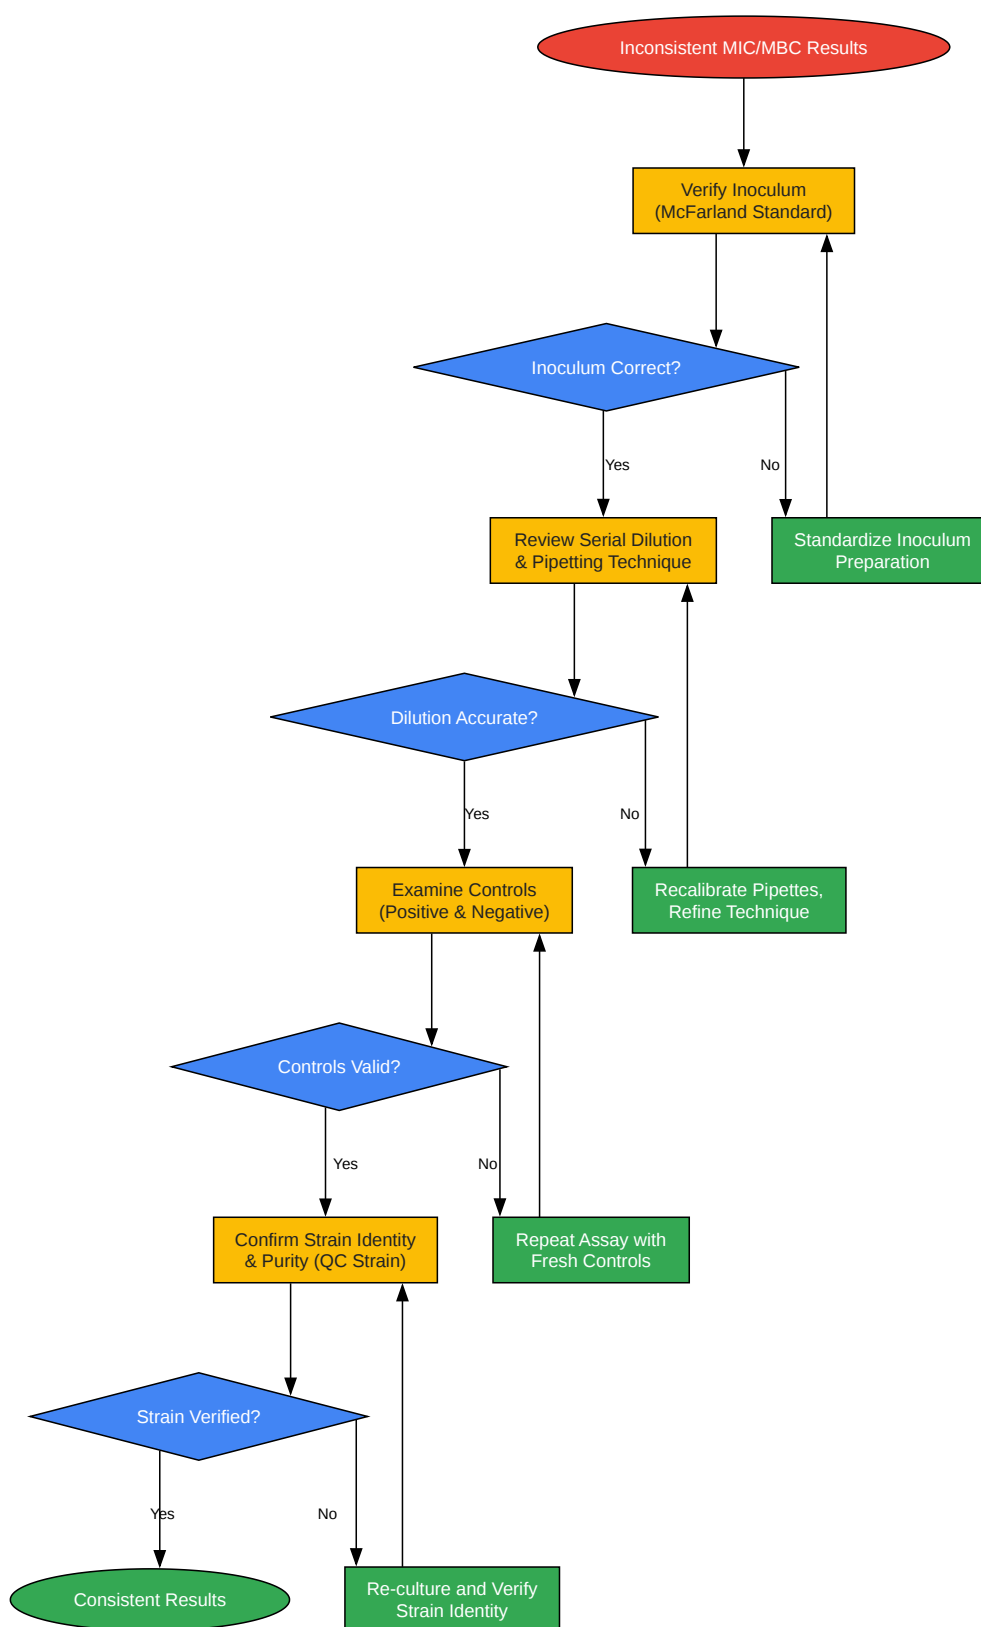 Inconsistent MIC/MBC Results
Verify Inoculum
(McFarland Standard)
Inoculum Correct?
Yes
No
Review Serial Dilution
& Pipetting Technique
Standardize Inoculum
Preparation
Dilution Accurate?
Yes
No
Examine Controls
(Positive & Negative)
Recalibrate Pipettes,
Refine Technique
Controls Valid?
Yes
No
Confirm Strain Identity
& Purity (QC Strain)
Repeat Assay with
Fresh Controls
Strain Verified?
Yes
No
Consistent Results
Re-culture and Verify
Strain Identity